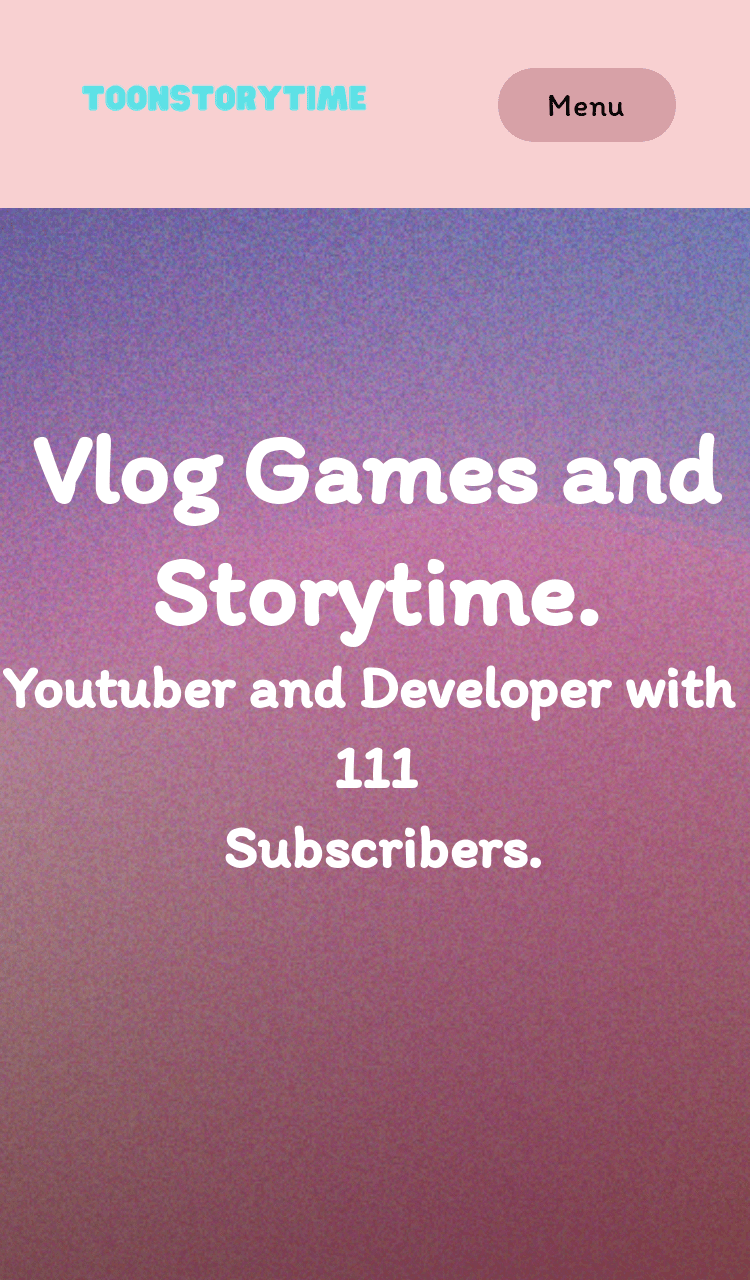 TOONSTORYTIME
Menu
Vlog Games and
Storytime.
Youtuber and Developer with
111
Subscribers.